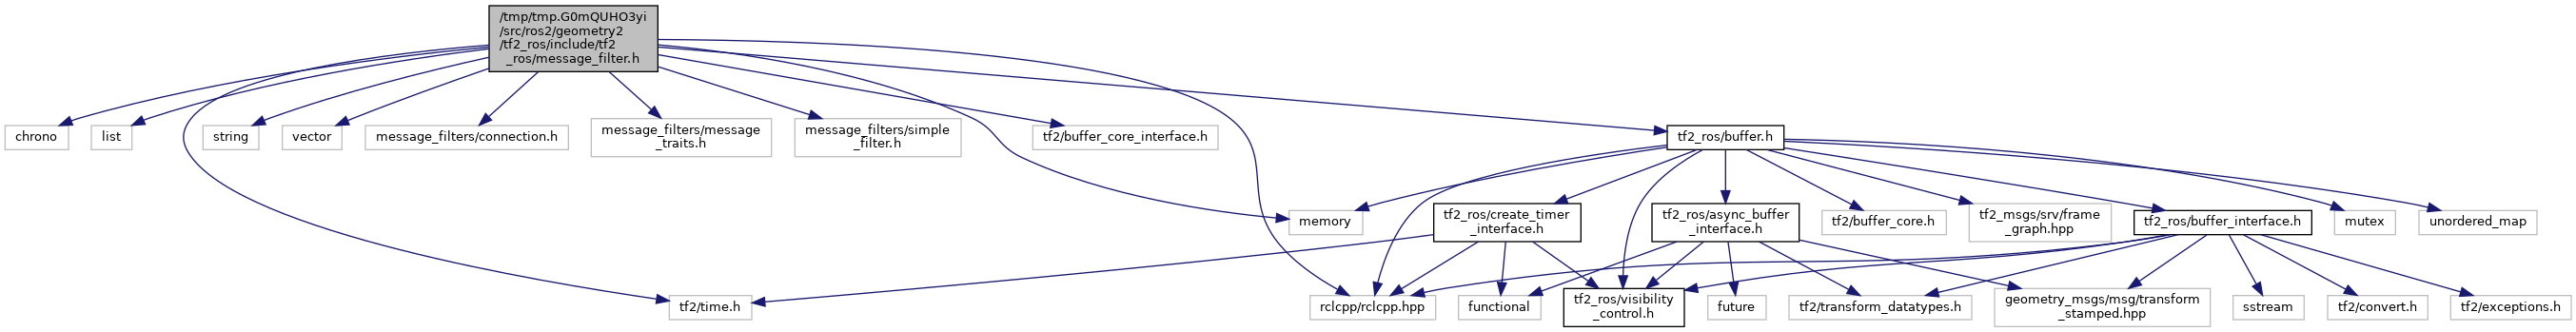 /tmp/tmp.G0mQUHO3yi
/src/ros2/geometry2
/tf2_ros/include/tf2
_ros/message_filter.h
chrono
list
string
vector
message_filters/connection.h
message_filters/message
_traits.h
message_filters/simple
_filter.h
tf2/buffer_core_interface.h
tf2_ros/buffer.h
memory
tf2_ros/create_timer
_interface.h
tf2_ros/async_buffer
_interface.h
tf2/buffer_core.h
tf2_msgs/srv/frame
_graph.hpp
tf2_ros/buffer_interface.h
mutex
unordered_map
tf2/time.h
rclcpp/rclcpp.hpp
functional
tf2_ros/visibility
_control.h
future
tf2/transform_datatypes.h
geometry_msgs/msg/transform
_stamped.hpp
sstream
tf2/convert.h
tf2/exceptions.h